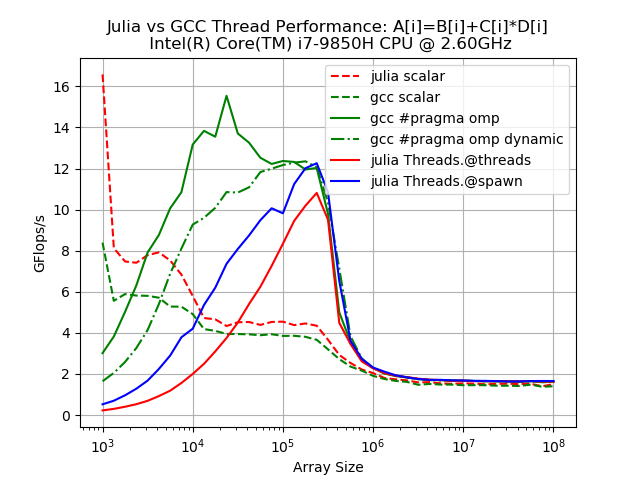 Julia vs GCC Thread Performance: A[i]=B[i]+C[i]*D[i]
Intel(R) Core(TM) i7-9850H CPU @ 2.60GHz
julia scalar
gcc scalar
gcc #pragma omp
gcc #pragma omp dynamic
julia Threads.@threads
julia Threads.@spawn
GFlops/s
16
14
12
10
8
6
4
2
0
10³ 10⁴ 10⁵ 10⁶ 10⁷ 10⁸
Array Size